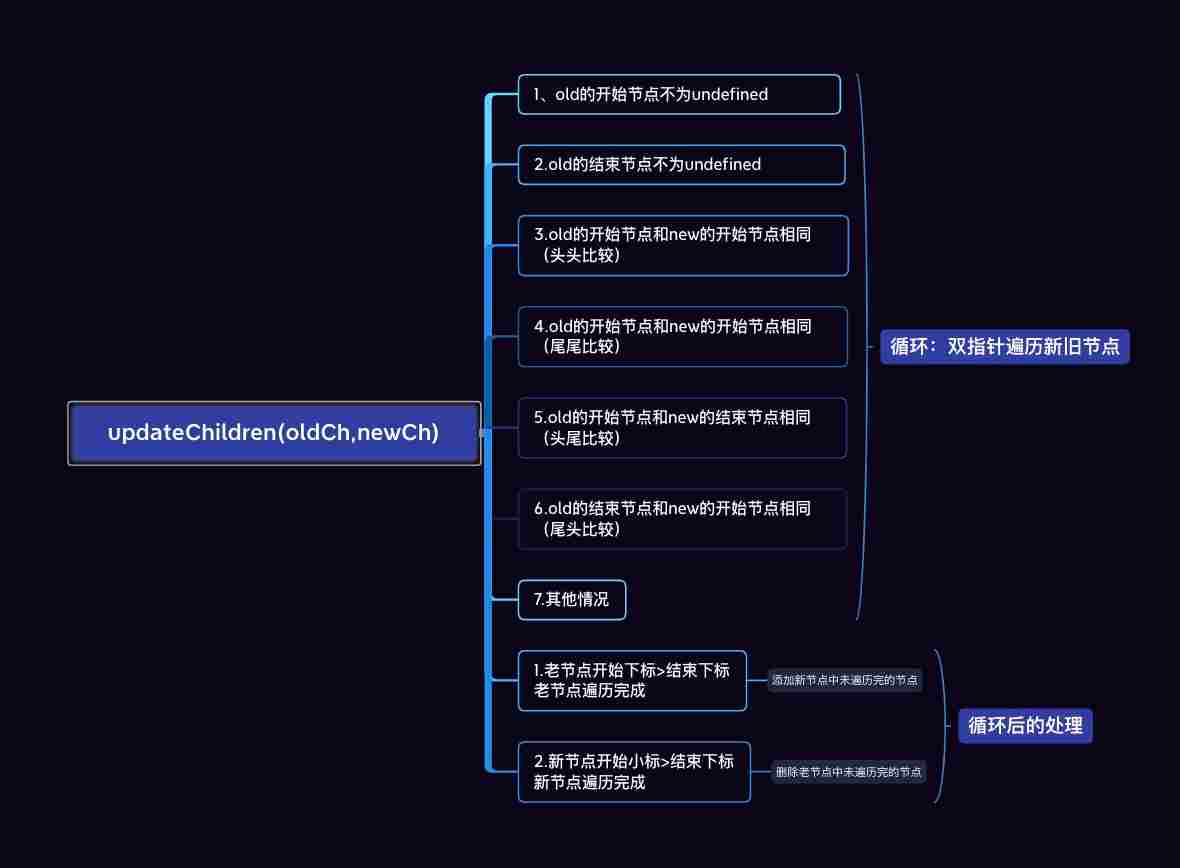 1、old的开始节点不为undefined
2.old的结束节点不为undefined
3.old的开始节点和new的开始节点相同
（头头比较）
4.old的开始节点和new的开始节点相同
（尾尾比较）
循环：双指针遍历新旧节点
5.old的开始节点和new的结束节点相同
（头尾比较）
updateChildren(oldCh,newCh)
6.old的结束节点和new的开始节点相同
（尾头比较）
7.其他情况
1.老节点开始下标>结束下标
老节点遍历完成
添加新节点中未遍历完的节点
循环后的处理
2.新节点开始小标>结束下标
新节点遍历完成
删除老节点中未遍历完的节点